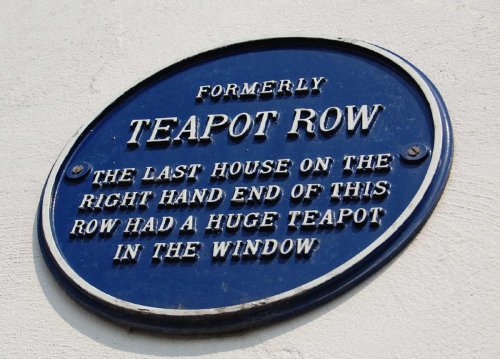 FORMERLY
TEAPOT ROW
THE LAST HOUSE ON THE
RIGHT HAND END OF THIS
ROW HAD A HUGE TEAPOT
IN THE WINDOW